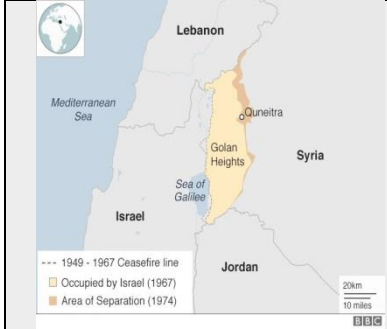 Lebanon
Mediterranean
Sea
Quneitra
Golan
Heights
Syria
Sea of
Galilee
Israel
Jordan
1949 - 1967 Ceasefire line
Occupied by Israel (1967)
Area of Separation (1974)
20km
10 miles
BBC